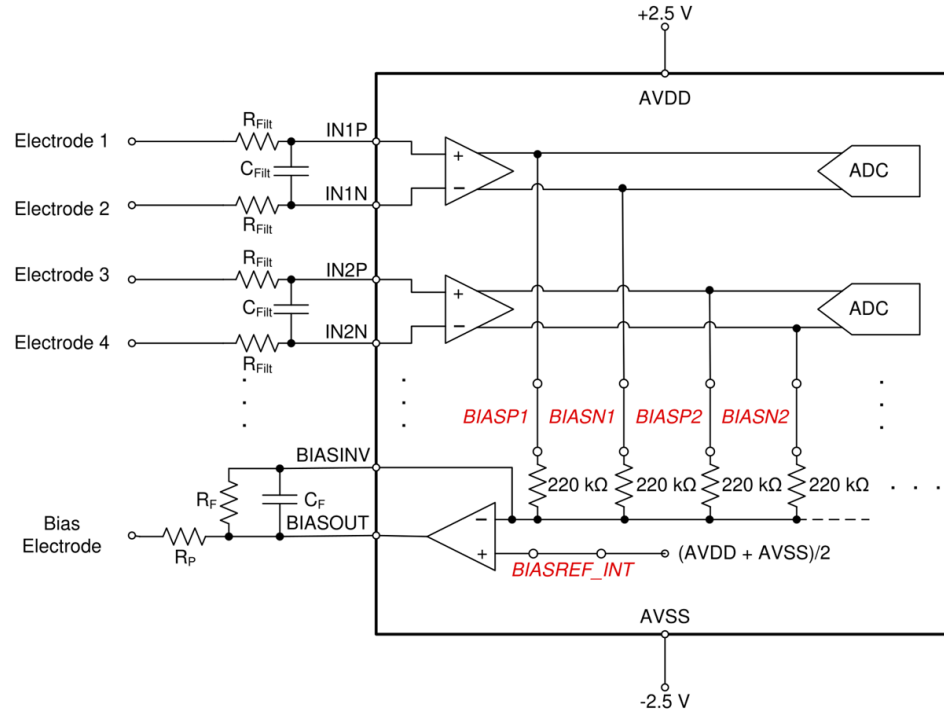 +2.5 V
AVDD
Electrode 1
RFilt
IN1P
+
ADC
CFilt
Electrode 2
IN1N
−
RFilt
Electrode 3
RFilt
IN2P
+
ADC
CFilt
Electrode 4
IN2N
−
RFilt
BIASP1 BIASN1 BIASP2 BIASN2
BIASINV
220 kΩ 220 kΩ 220 kΩ 220 kΩ
RF
CF
BIASOUT
−
Bias
Electrode
RP
+
(AVDD + AVSS)/2
BIASREF_INT
AVSS
-2.5 V